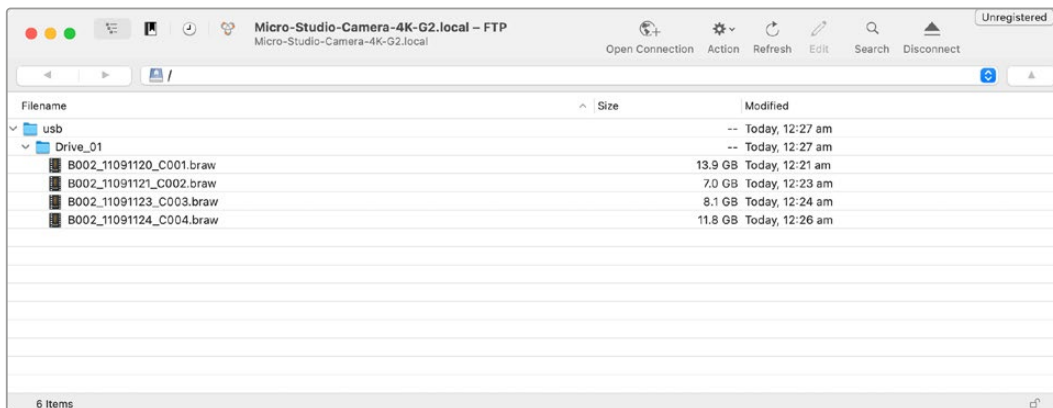 Unregistered
Micro-Studio-Camera-4K-G2.local – FTP
Micro-Studio-Camera-4K-G2.local
Open Connection Action Refresh Edit Search Disconnect
/
Filename Size Modified
usb -- Today, 12:27 am
Drive_01 -- Today, 12:27 am
B002_11091120_C001.braw 13.9 GB Today, 12:21 am
B002_11091121_C002.braw 7.0 GB Today, 12:23 am
B002_11091123_C003.braw 8.1 GB Today, 12:24 am
B002_11091124_C004.braw 11.8 GB Today, 12:26 am
6 Items